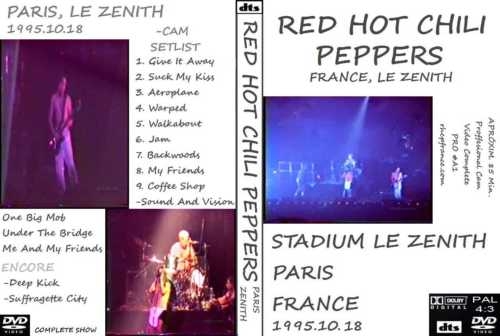 PARIS, LE ZENITH
1995.10.18
-CAM
SETLIST
1. Give It Away
2. Suck My Kiss
3. Aeroplane
4. Warped
5. Walkabout
6. Jam
7. Backwoods
8. My Friends
9. Coffee Shop
-Sound And Vision
One Big Mob
Under The Bridge
Me And My Friends
ENCORE
-Deep Kick
-Suffragette City
DVD
VIDEO
COMPLETE SHOW
dts
RED HOT CHILI PEPPERS
PARIS
ZENITH
RED HOT CHILI
PEPPERS
FRANCE, LE ZENITH
APROXIM. 85 Min.
Proffesional Cam
Video Complete
PRO #A1
rhcpfrance.com
STADIUM LE ZENITH
PARIS
FRANCE
1995.10.18
DOLBY
DIGITAL
PAL
4:3
dts
DVD
VIDEO